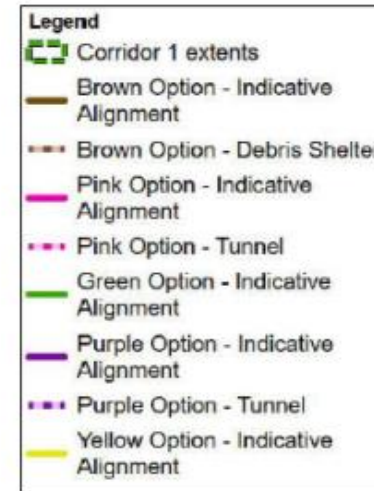 Legend
Corridor 1 extents
Brown Option - Indicative
Alignment
Brown Option - Debris Shelte
Pink Option - Indicative
Alignment
Pink Option - Tunnel
Green Option - Indicative
Alignment
Purple Option - Indicative
Alignment
Purple Option - Tunnel
Yellow Option - Indicative
Alignment